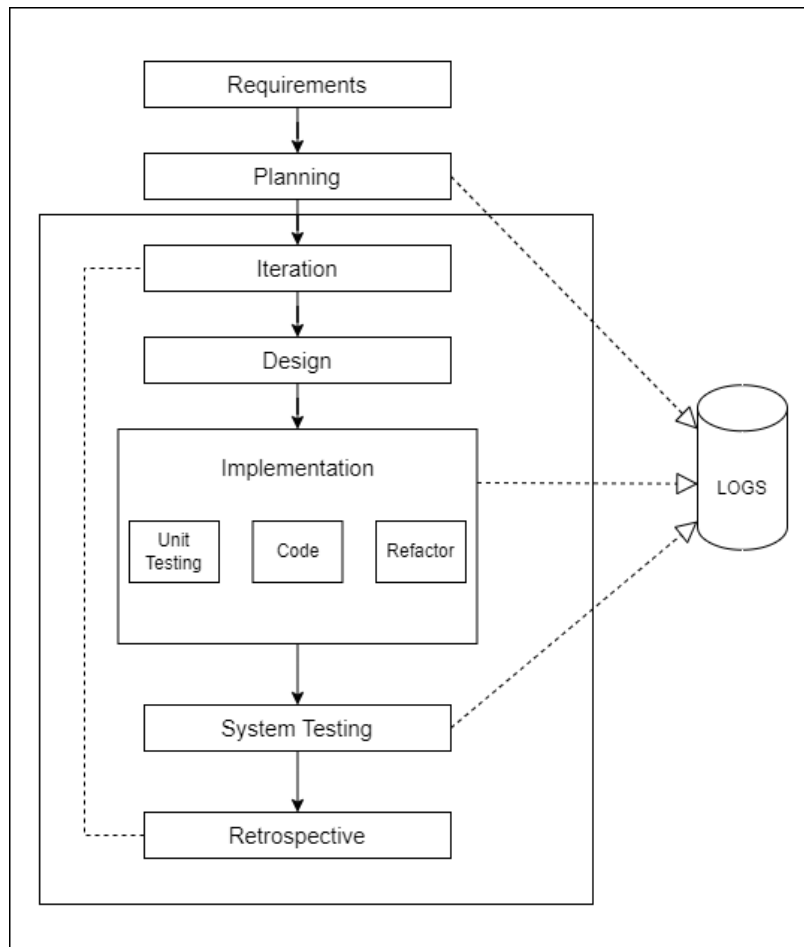 Requirements
Planning
Iteration
Design
Implementation
Unit
Testing
Code
Refactor
LOGS
System Testing
Retrospective